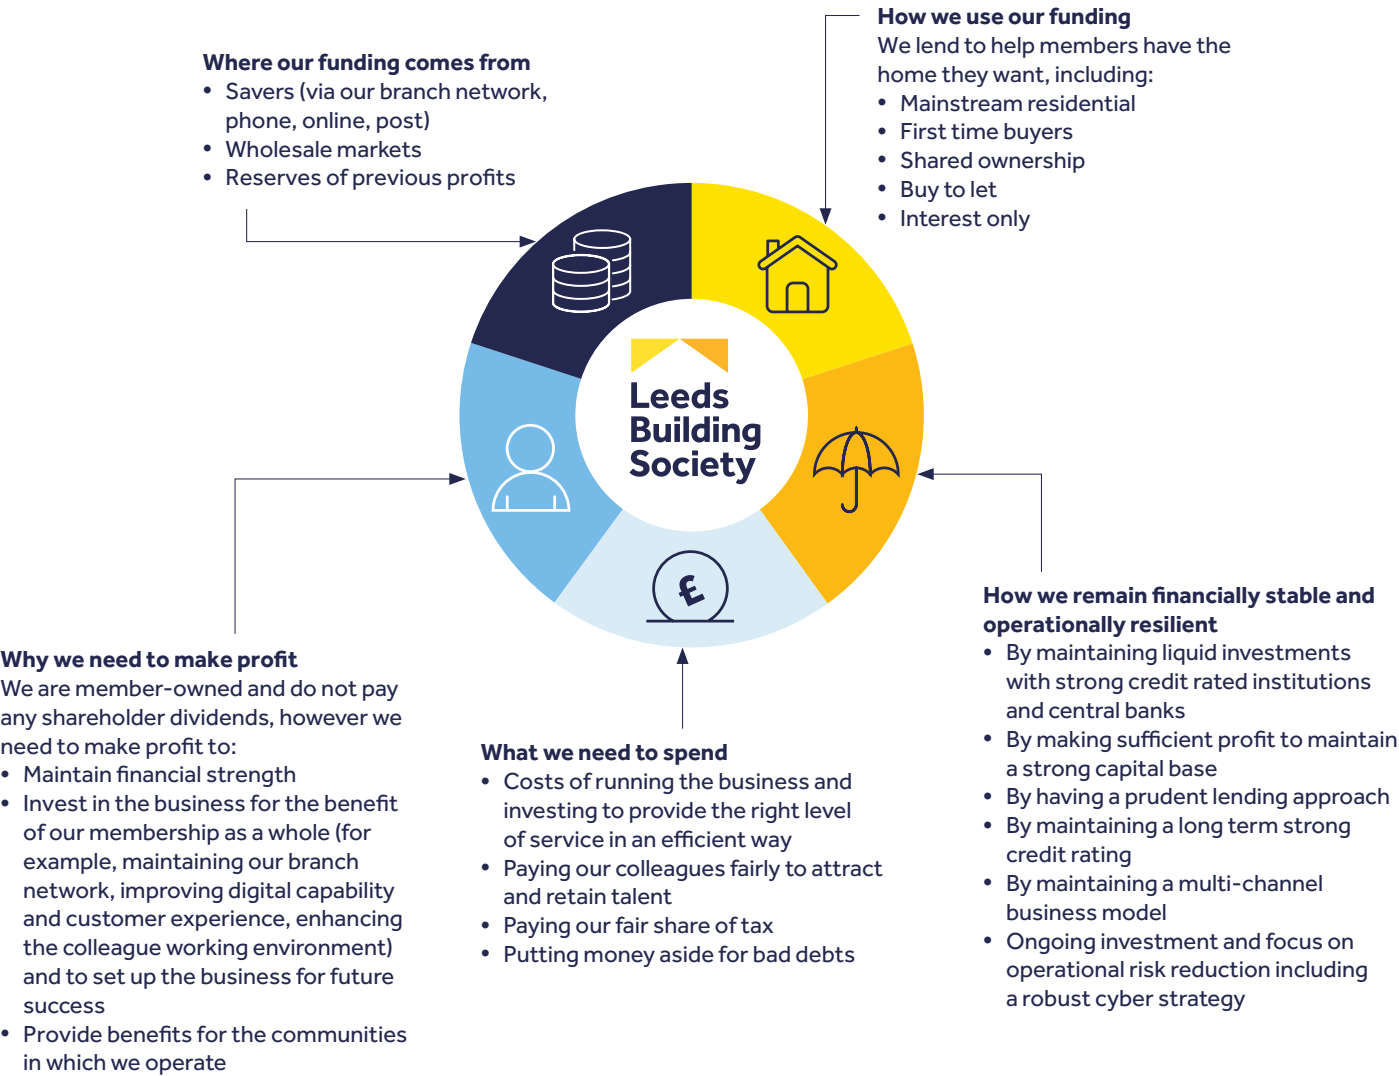 Where our funding comes from
• Savers (via our branch network,
phone, online, post)
• Wholesale markets
• Reserves of previous profits
How we use our funding
We lend to help members have the
home they want, including:
• Mainstream residential
• First time buyers
• Shared ownership
• Buy to let
• Interest only
Leeds
Building
Society
£
How we remain financially stable and
operationally resilient
• By maintaining liquid investments
with strong credit rated institutions
and central banks
• By making sufficient profit to maintain
a strong capital base
• By having a prudent lending approach
• By maintaining a long term strong
credit rating
• By maintaining a multi-channel
business model
• Ongoing investment and focus on
operational risk reduction including
a robust cyber strategy
What we need to spend
• Costs of running the business and
investing to provide the right level
of service in an efficient way
• Paying our colleagues fairly to attract
and retain talent
• Paying our fair share of tax
• Putting money aside for bad debts
Why we need to make profit
We are member-owned and do not pay
any shareholder dividends, however we
need to make profit to:
• Maintain financial strength
• Invest in the business for the benefit
of our membership as a whole (for
example, maintaining our branch
network, improving digital capability
and customer experience, enhancing
the colleague working environment)
and to set up the business for future
success
• Provide benefits for the communities
in which we operate